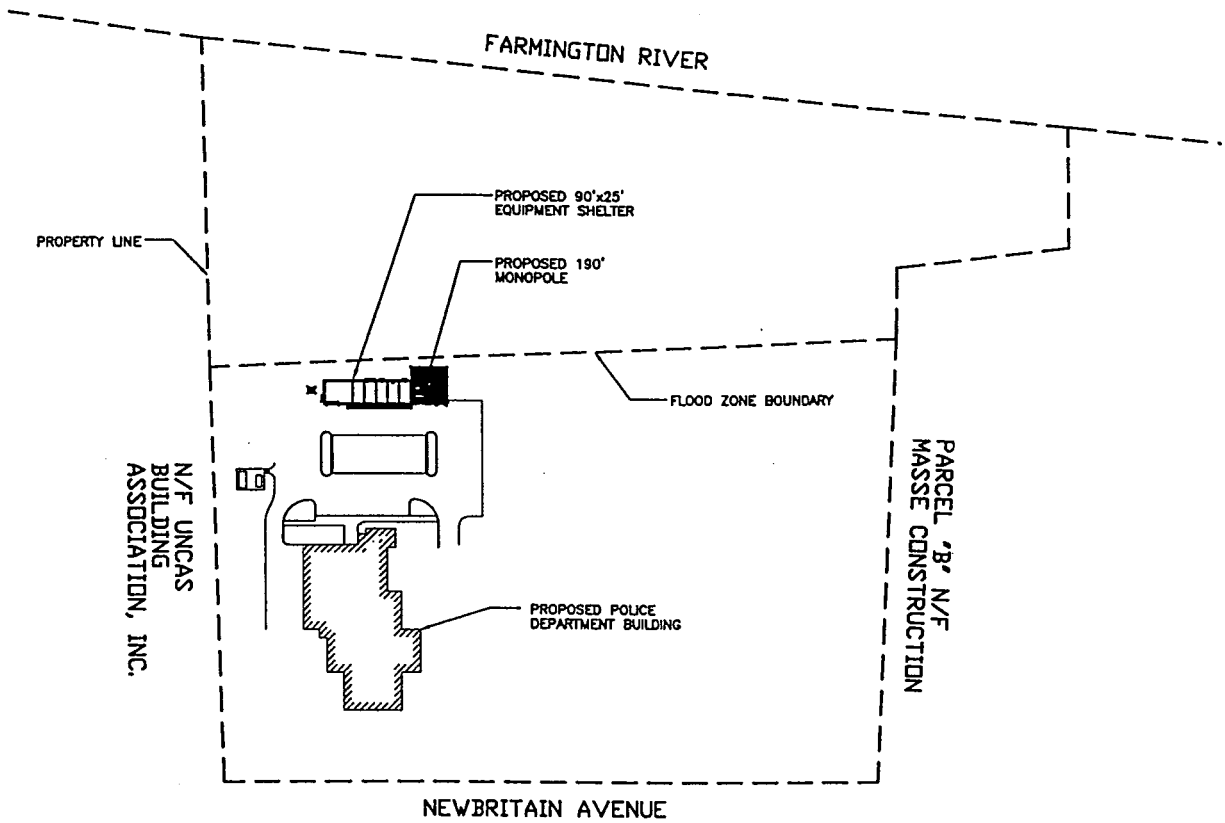 FARMINGTON RIVER
PROPOSED 90'x25'
EQUIPMENT SHELTER
PROPERTY LINE
PROPOSED 190'
MONOPOLE
FLOOD ZONE BOUNDARY
N/F UNCAS
BUILDING
ASSOCIATION, INC.
PARCEL "B" N/F
MASSE CONSTRUCTION
PROPOSED POLICE
DEPARTMENT BUILDING
NEWBRITAIN AVENUE